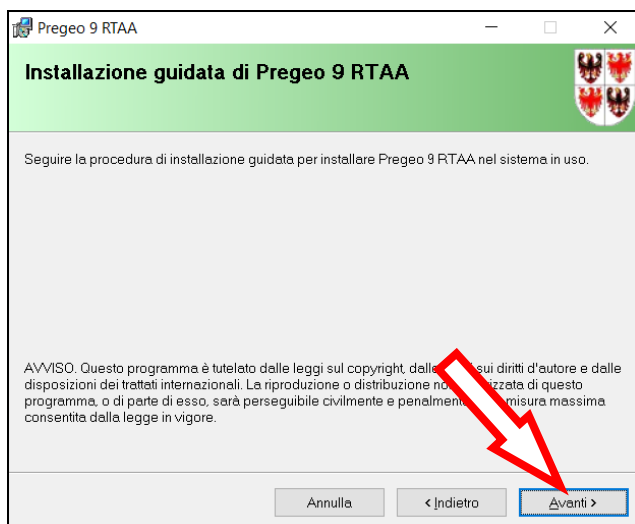 Pregeo 9 RTAA
Installazione guidata di Pregeo 9 RTAA
Seguire la procedura di installazione guidata per installare Pregeo 9 RTAA nel sistema in uso.
AVVISO. Questo programma è tutelato dalle leggi sul copyright, dalle sui diritti d'autore e dalle
disposizioni dei trattati internazionali. La riproduzione o distribuzione di questo
programma, o di parte di esso, sarà perseguibile civilmente e misura massima
consentita dalla legge in vigore.
Annulla
< Indietro
Avanti >